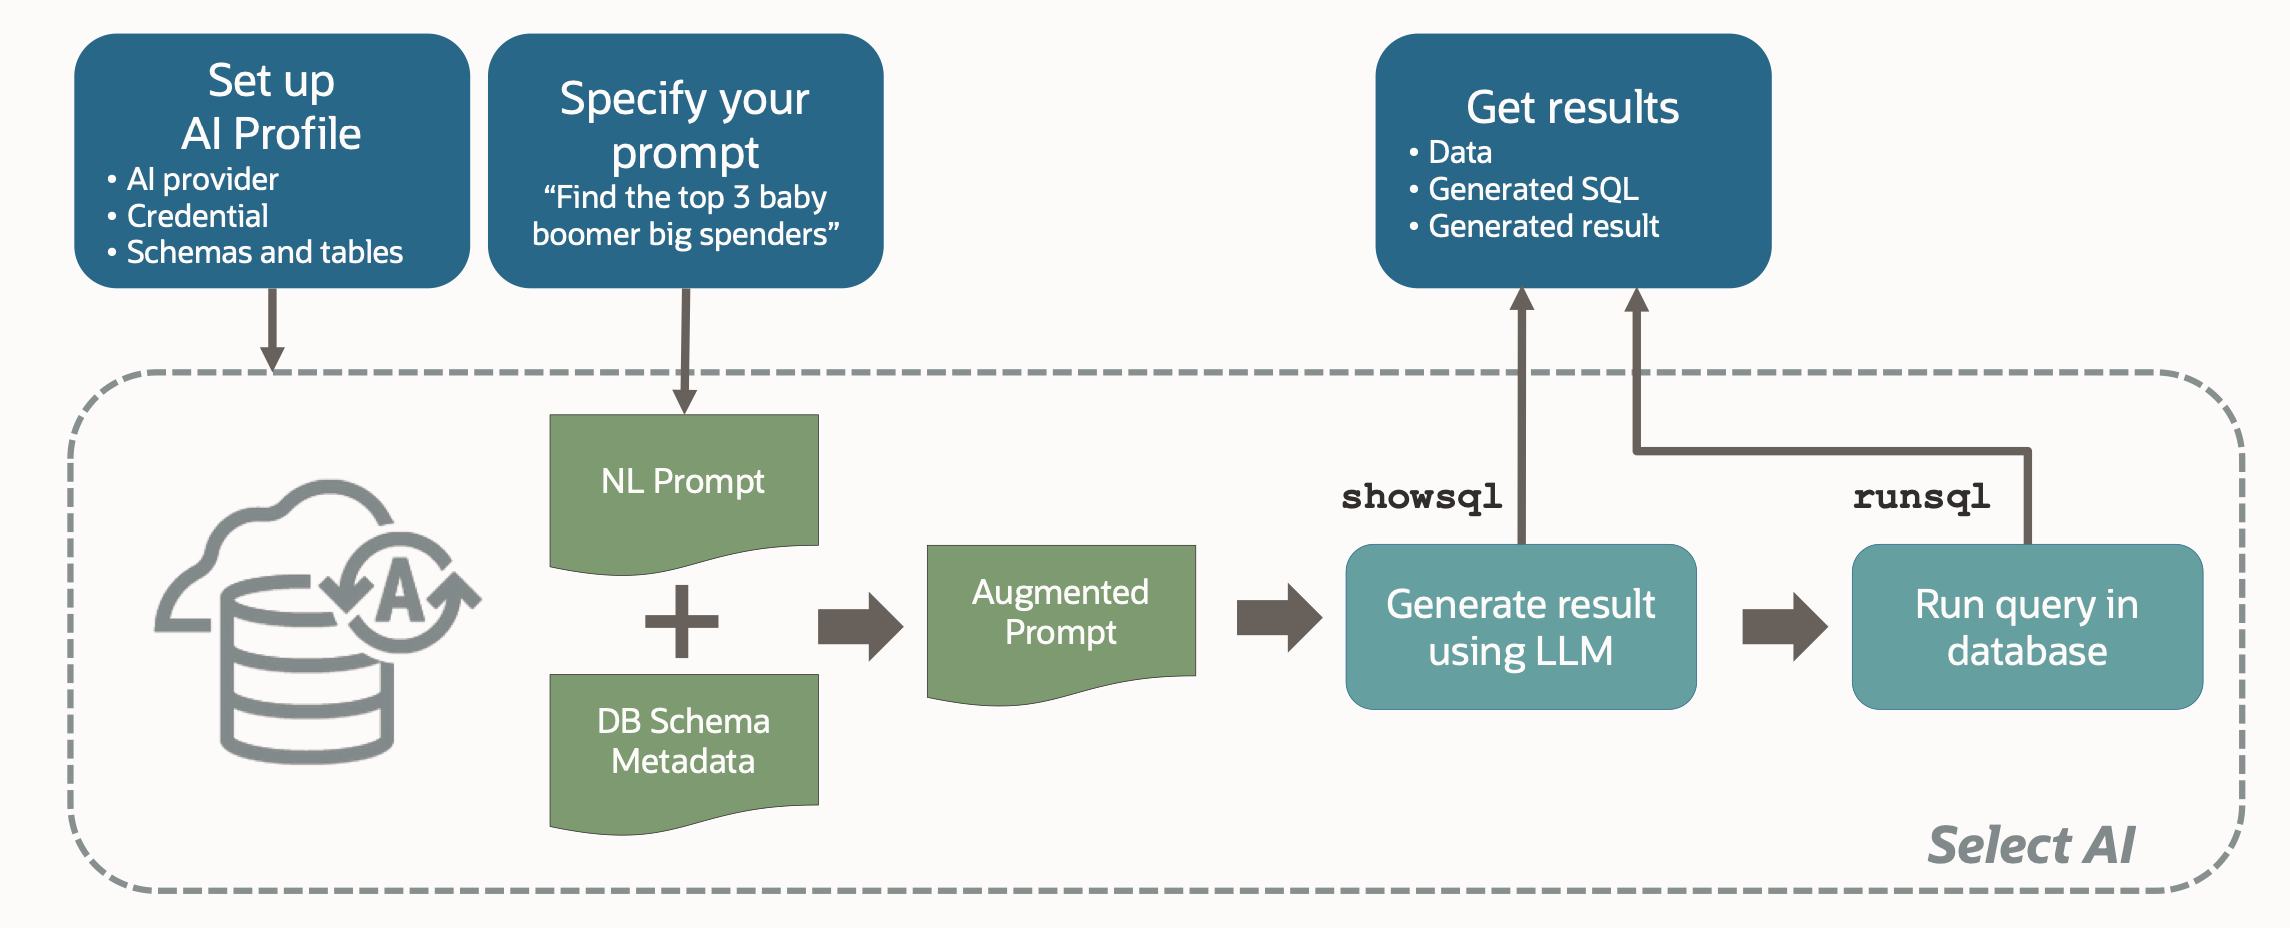 Set up
AI Profile
• AI provider
• Credential
• Schemas and tables
Specify your
prompt
“Find the top 3 baby
boomer big spenders”
Get results
• Data
• Generated SQL
• Generated result
NL Prompt
+
DB Schema
Metadata
Augmented
Prompt
showsql
Generate result
using LLM
runsql
Run query in
database
A
Select AI